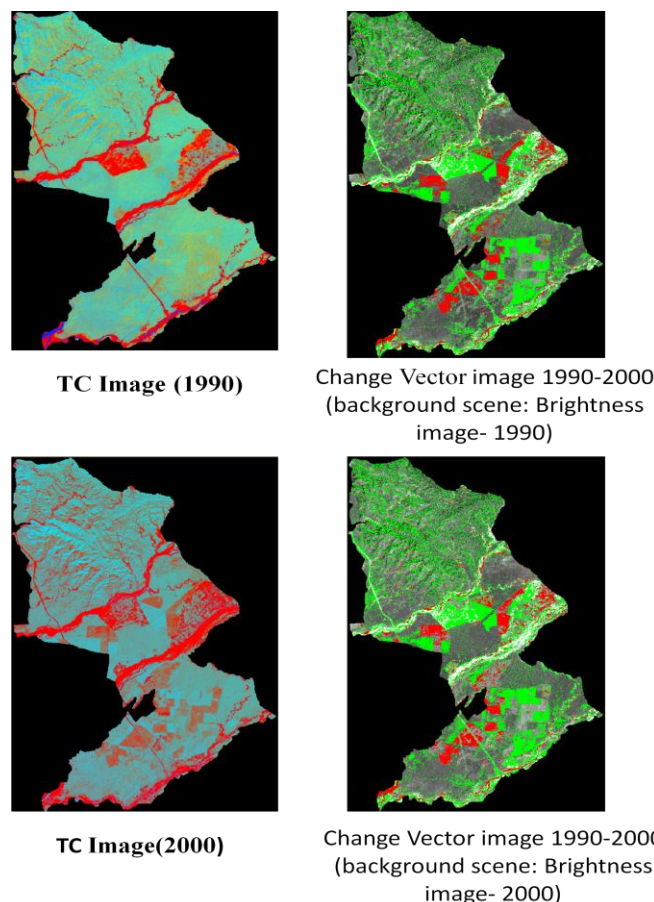 TC Image (1990)
Change Vector image 1990-2000
(background scene: Brightness
image- 1990)
TC Image(2000)
Change Vector image 1990-2000
(background scene: Brightness
image- 2000)